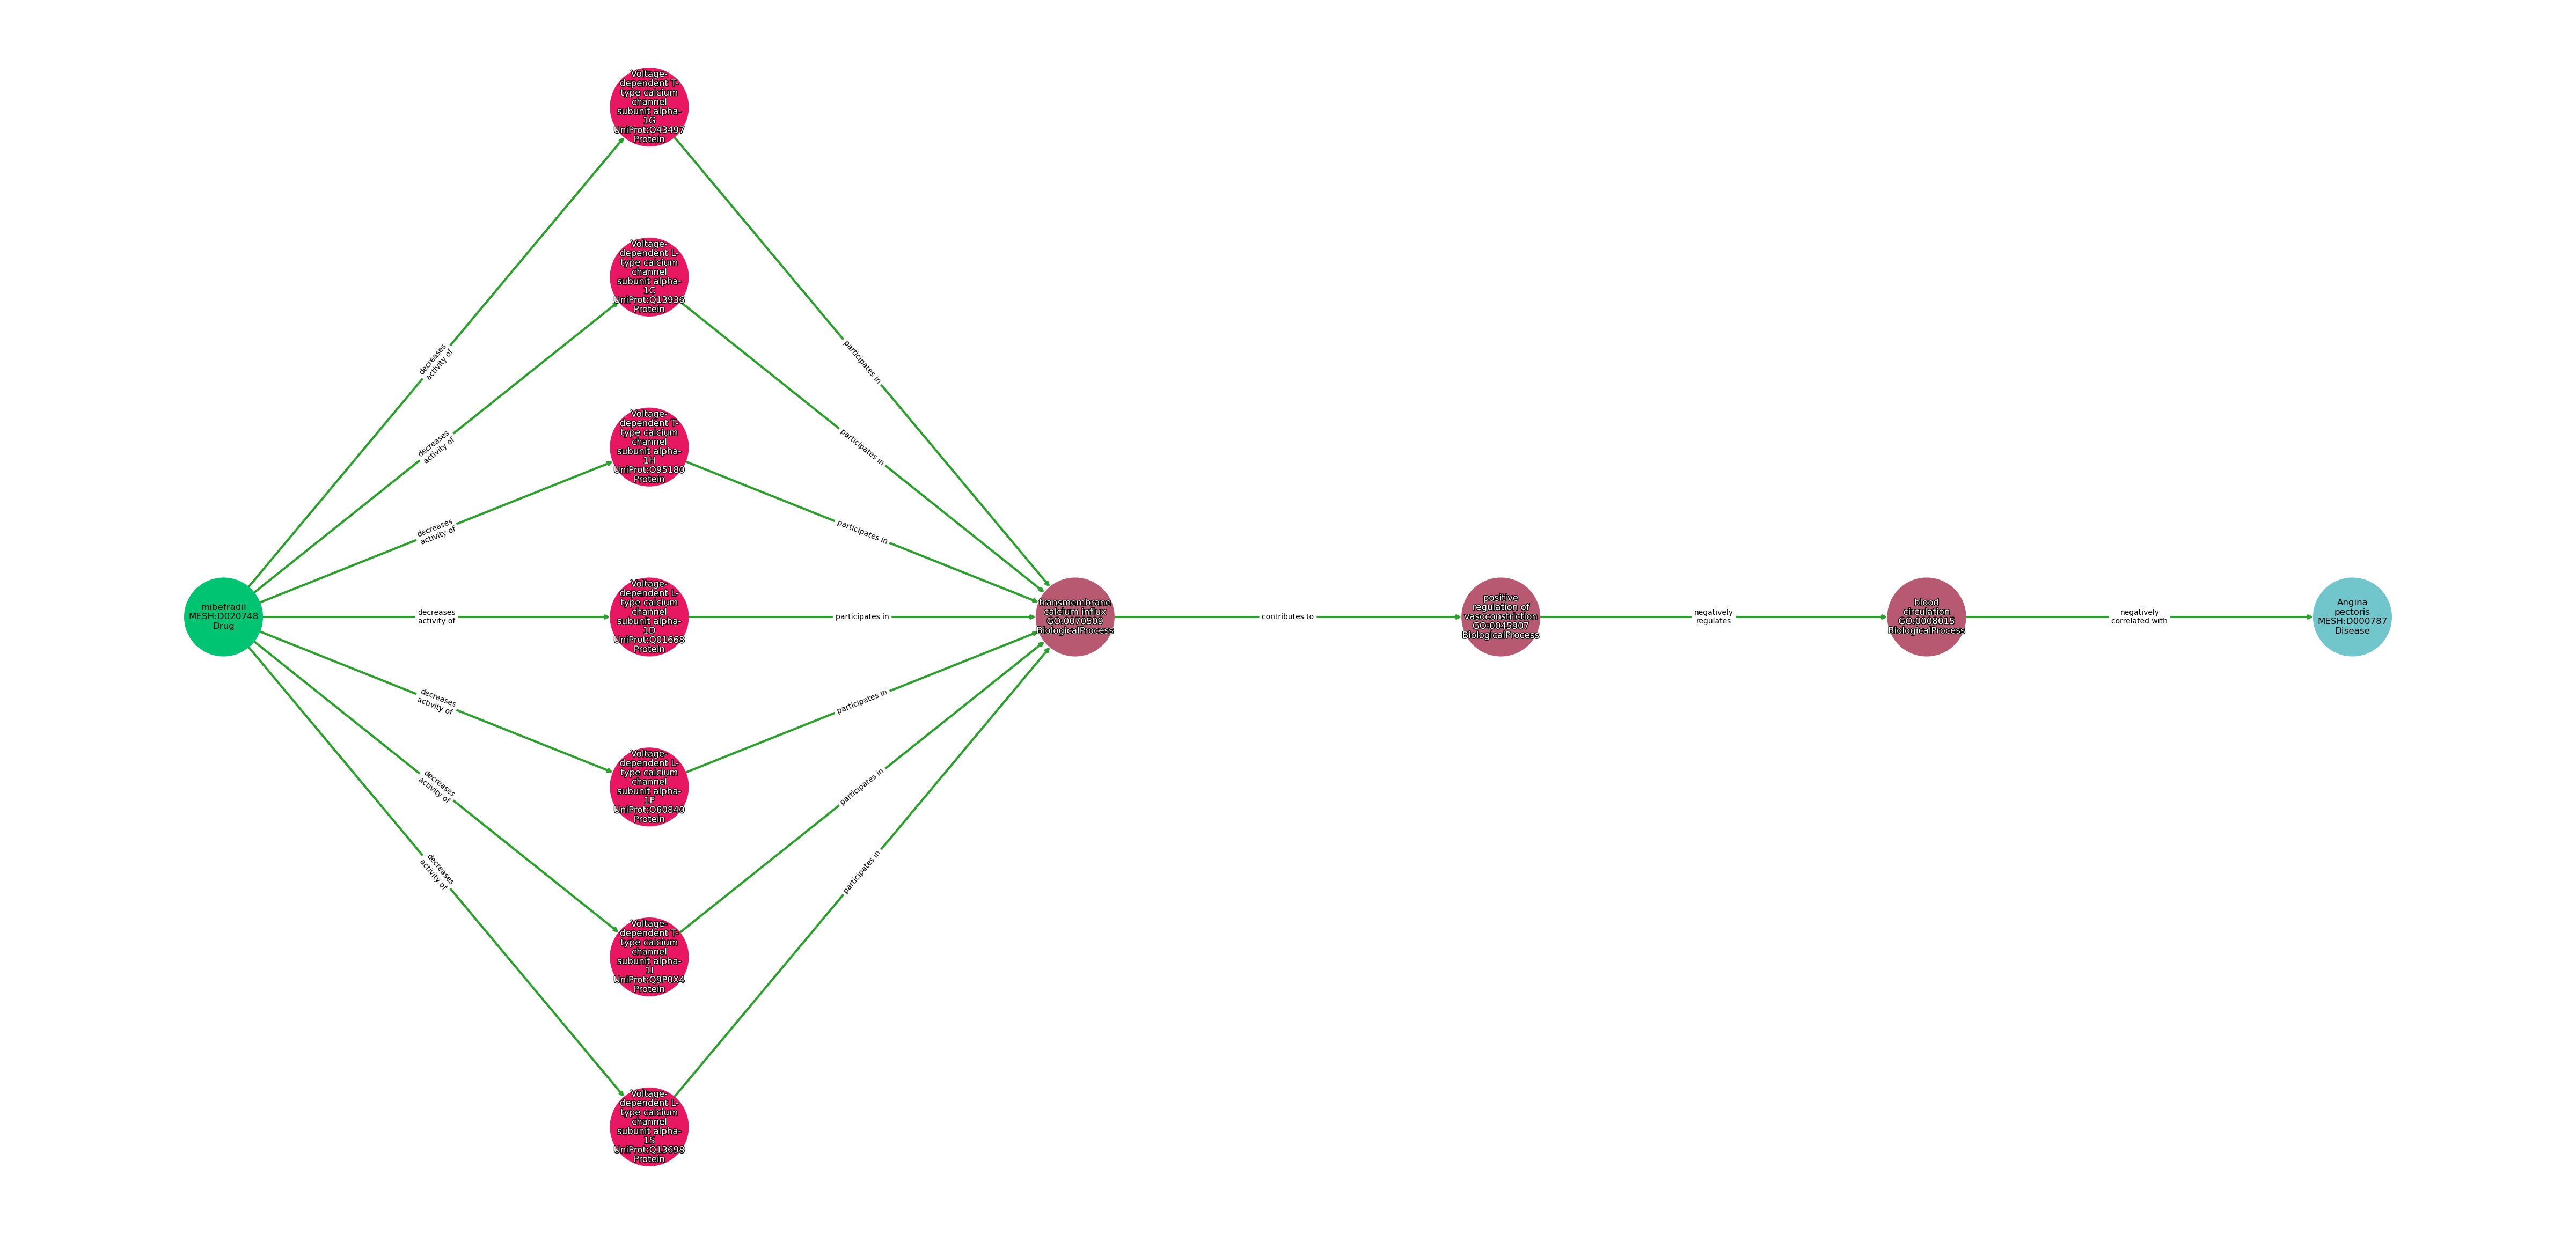 Voltage-
dependent T-
type calcium
channel
subunit alpha-
1G
UniProt:O43497
Protein
Voltage-
dependent L-
type calcium
channel
subunit alpha-
1C
UniProt:Q13936
Protein
Voltage-
dependent T-
type calcium
channel
subunit alpha-
1H
UniProt:O95180
Protein
mibefradil
MESH:D020748
Drug
Voltage-
dependent L-
type calcium
channel
subunit alpha-
1D
UniProt:Q01668
Protein
Voltage-
dependent L-
type calcium
channel
subunit alpha-
1F
UniProt:O60840
Protein
Voltage-
dependent T-
type calcium
channel
subunit alpha-
1I
UniProt:Q9P0X4
Protein
Voltage-
dependent L-
type calcium
channel
subunit alpha-
1S
UniProt:Q13698
Protein
decreases
activity of
decreases
activity of
decreases
activity of
decreases
activity of
decreases
activity of
decreases
activity of
decreases
activity of
participates in
participates in
participates in
participates in
participates in
participates in
participates in
transmembrane
calcium influx
GO:0070509
BiologicalProcess
contributes to
positive
regulation of
vasoconstriction
GO:0045907
BiologicalProcess
negatively
regulates
blood
circulation
GO:0008015
BiologicalProcess
negatively
correlated with
Angina
pectoris
MESH:D000787
Disease